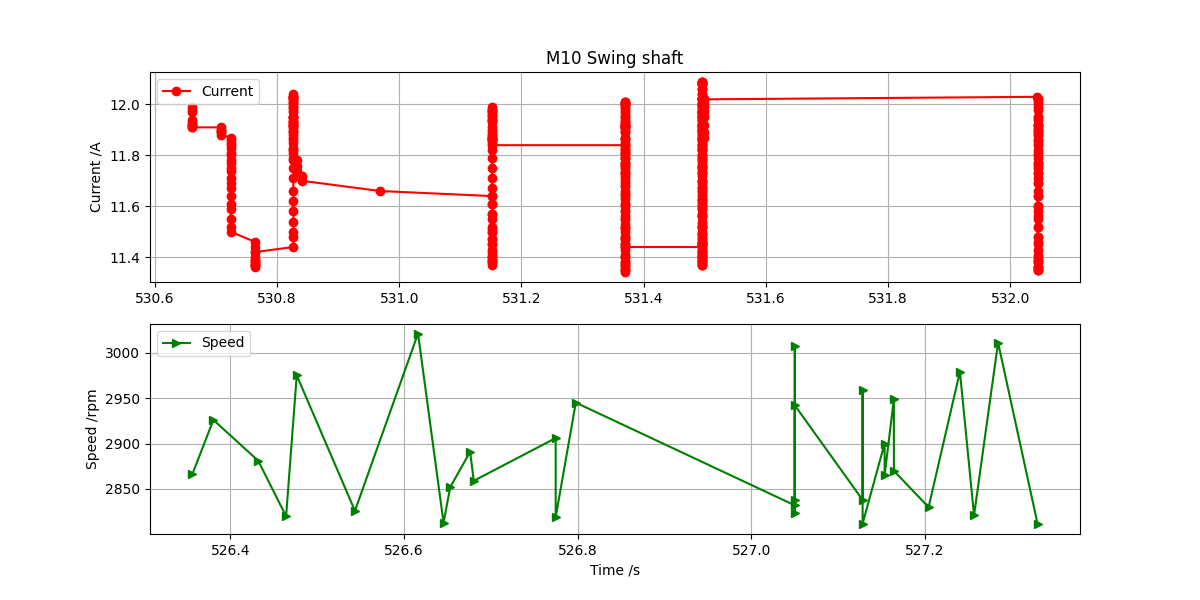 M10 Swing shaft
Current
Current /A
12.0
11.8
11.6
11.4
530.6 530.8 531.0 531.2 531.4 531.6 531.8 532.0
Speed
Speed /rpm
3000
2950
2900
2850
526.4 526.6 526.8 527.0 527.2
Time /s